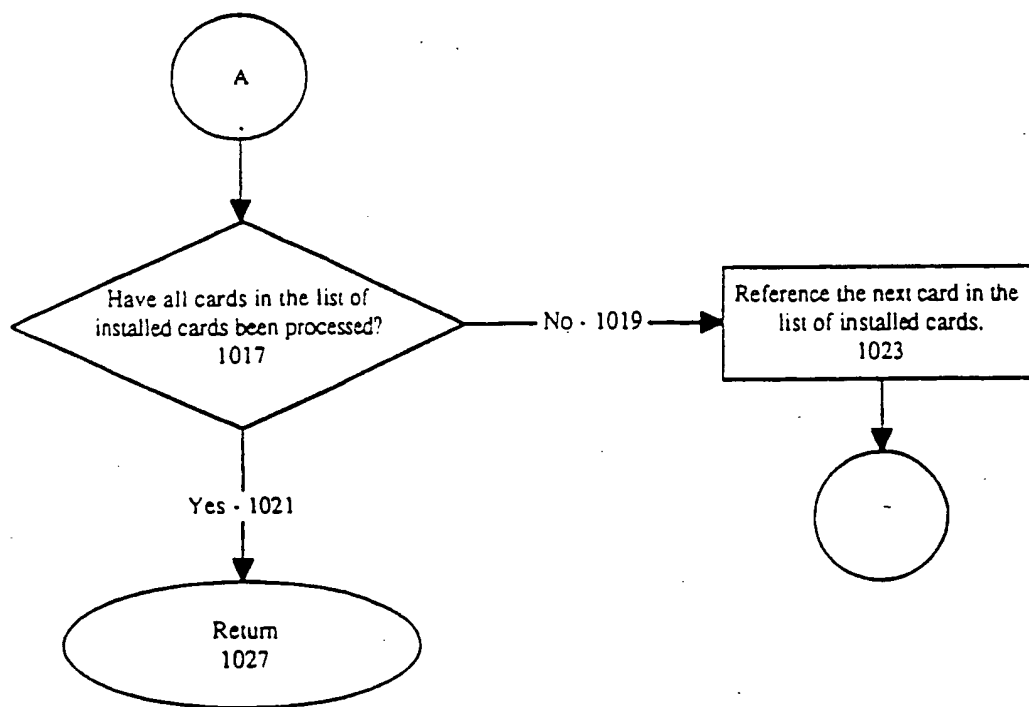 A
Have all cards in the list of
installed cards been processed?
1017
No - 1019
Reference the next card in the
list of installed cards.
1023
Yes - 1021
Return
1027